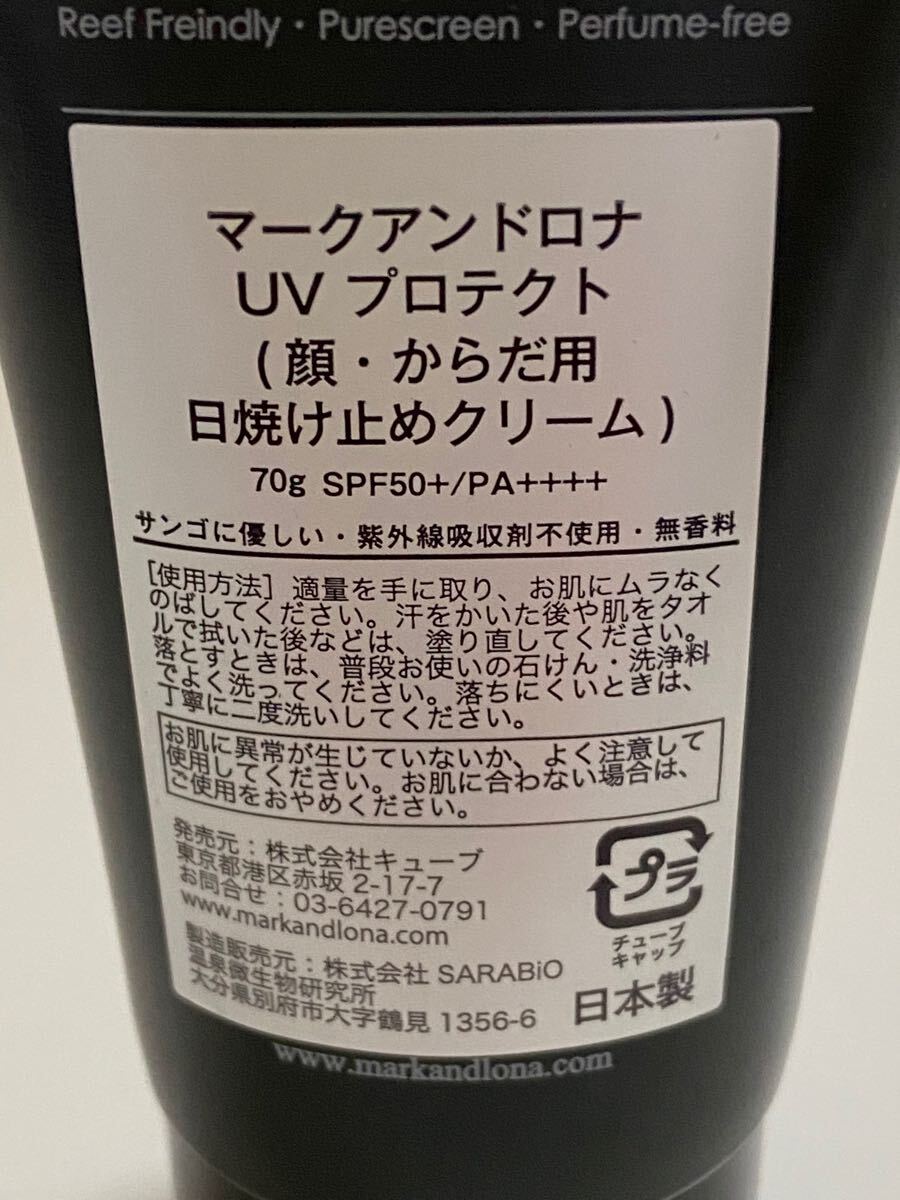 Reef Freindly・Purescreen・Perfume-free
マークアンドロナ
UV プロテクト
(顔・からだ用
日焼け止めクリーム)
70g SPF50+/PA++++
サンゴに優しい・紫外線吸収剤不使用・無香料
[使用方法] 適量を手に取り、お肌にムラなく
のばしてください。汗をかいた後や肌をタオ
ルで拭いた後などは、塗り直してください。
落とすときは、普段お使いの石けん・洗浄料
でよく洗ってください。落ちにくいときは、
丁寧に二度洗いしてください。
お肌に異常が生じていないか、よく注意して
使用してください。お肌に合わない場合は、
ご使用をおやめください。
発売元：株式会社キューブ
東京都港区赤坂 2-17-7
お問合せ：03-6427-0791
www.markandlona.com
製造販売元：株式会社 SARABiO
温泉微生物研究所
大分県別府市大字鶴見 1356-6
プラ
チューブ
キャップ
日本製
www.markandlona.com